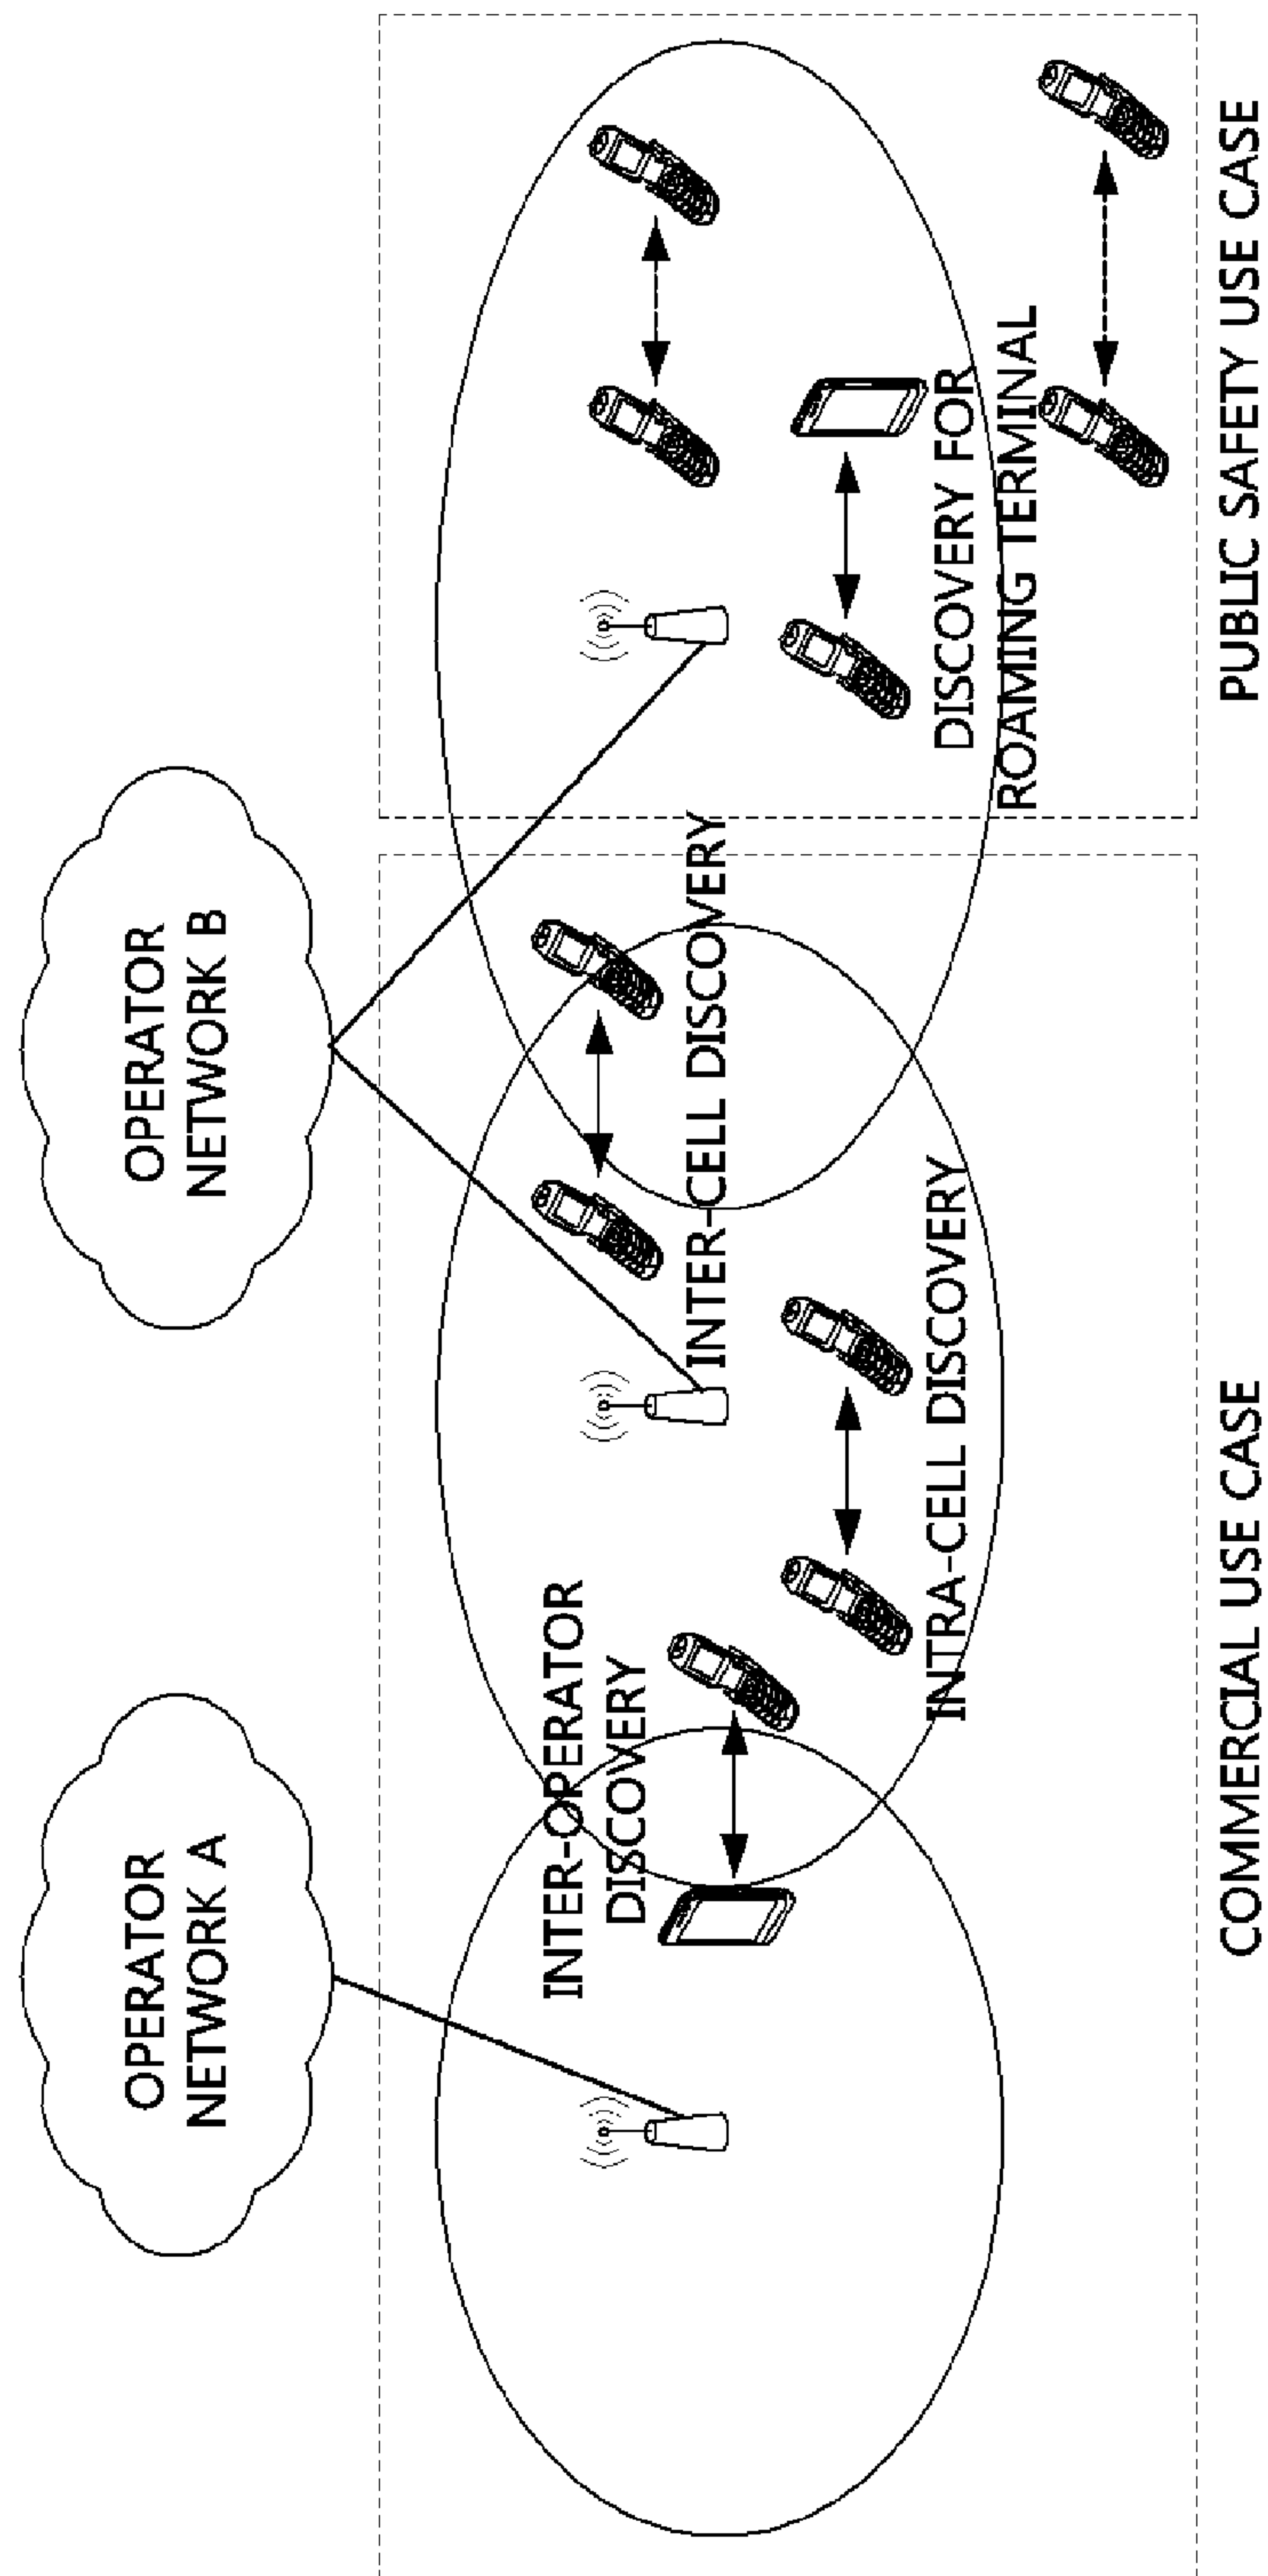 OPERATOR
NETWORK A
OPERATOR
NETWORK B
INTER-OPERATOR
DISCOVERY
INTER-CELL DISCOVERY
INTRA-CELL DISCOVERY
DISCOVERY FOR
ROAMING TERMINAL
COMMERCIAL USE CASE
PUBLIC SAFETY USE CASE